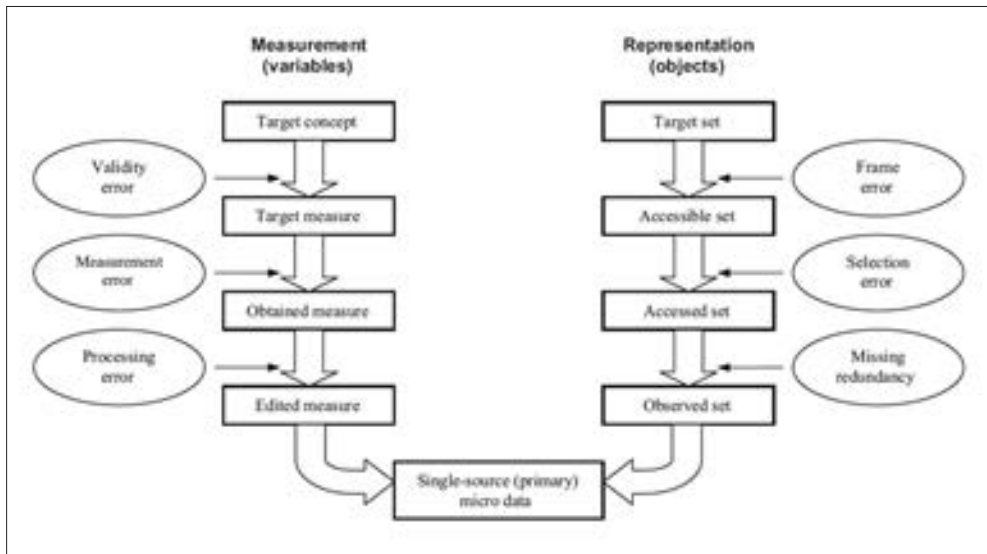 Measurement
(variables)
Representation
(objects)
Target concept
Target set
Validity
error
Frame
error
Target measure
Accessible set
Measurement
error
Selection
error
Obtained measure
Accessed set
Processing
error
Missing
redundancy
Edited measure
Observed set
Single-source (primary)
micro data